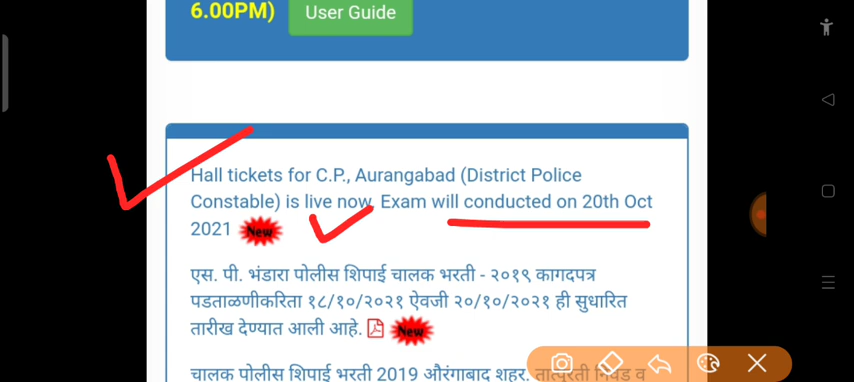 6.00PM)
User Guide
Hall tickets for C.P., Aurangabad (District Police
Constable) is live now. Exam will conducted on 20th Oct
2021 New
एस. पी. भंडारा पोलीस शिपाई चालक भरती - २०१९ कागदपत्र
पडताळणीकरिता १८/१०/२०२१ ऐवजी २०/१०/२०२१ ही सुधारित
तारीख देण्यात आली आहे. New
चालक पोलीस शिपाई भरती 2019 औरंगाबाद शहर. तात्पुरती निवड व